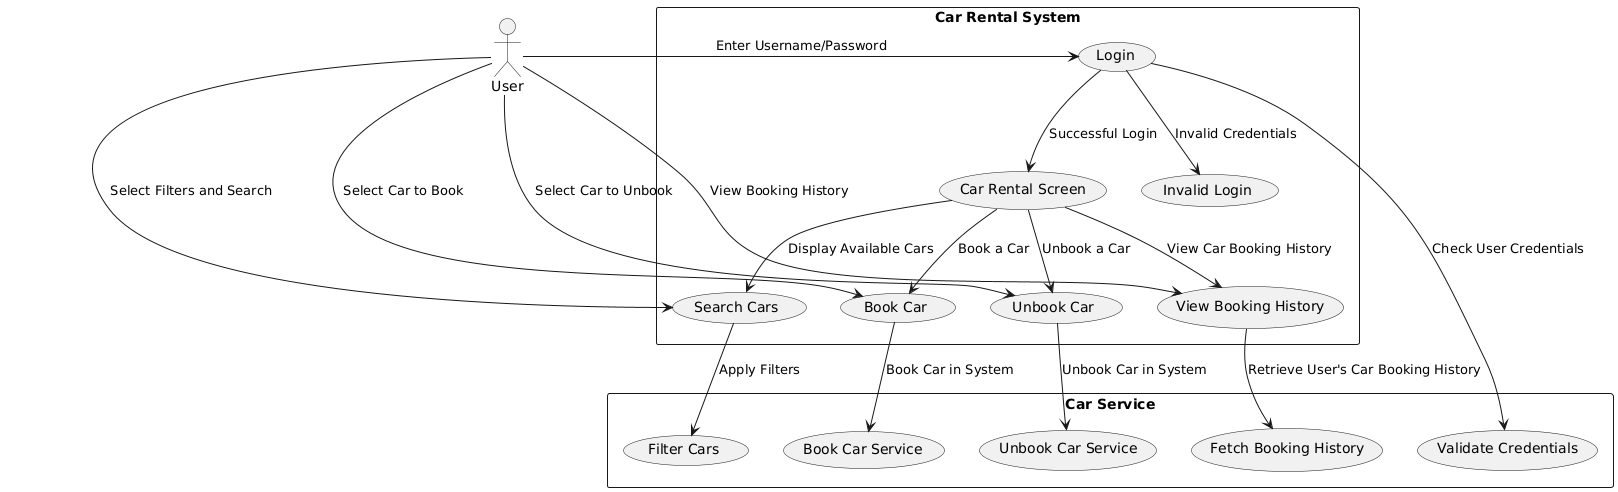 Car Rental System
Enter Username/Password
Login
User
Successful Login
Invalid Credentials
Select Filters and Search
Select Car to Book
Select Car to Unbook
View Booking History
Car Rental Screen
Invalid Login
Display Available Cars
Book a Car
Unbook a Car
View Car Booking History
Check User Credentials
Search Cars
Book Car
Unbook Car
View Booking History
Apply Filters
Book Car in System
Unbook Car in System
Retrieve User's Car Booking History
Car Service
Filter Cars
Book Car Service
Unbook Car Service
Fetch Booking History
Validate Credentials